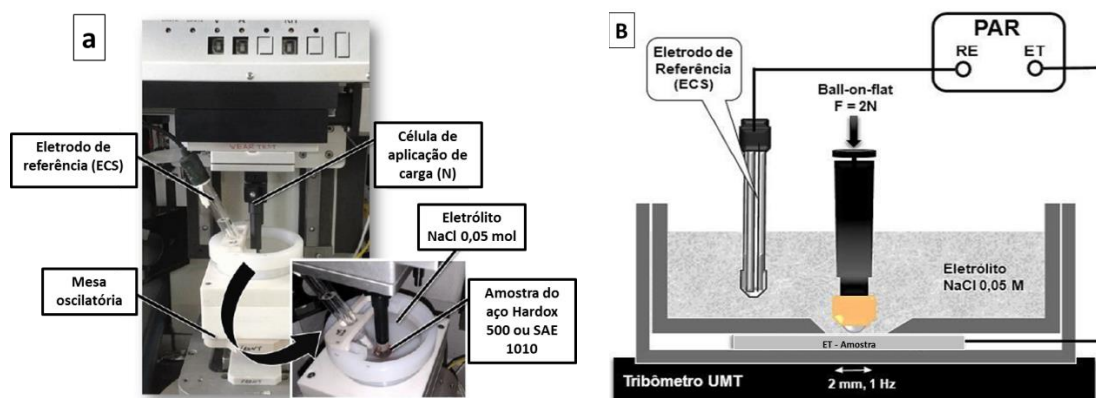 a
Eletrodo de
referência (ECS)
Célula de
aplicação de
carga (N)
Eletrólito
NaCl 0,05 mol
Mesa
oscilatória
Amostra do
aço Hardox
500 ou SAE
1010
B
Eletrodo de
Referência
(ECS)
PAR
RE
ET
Ball-on-flat
F = 2N
Eletrólito
NaCl 0,05 M
ET - Amostra
Tribômetro UMT
2 mm, 1 Hz